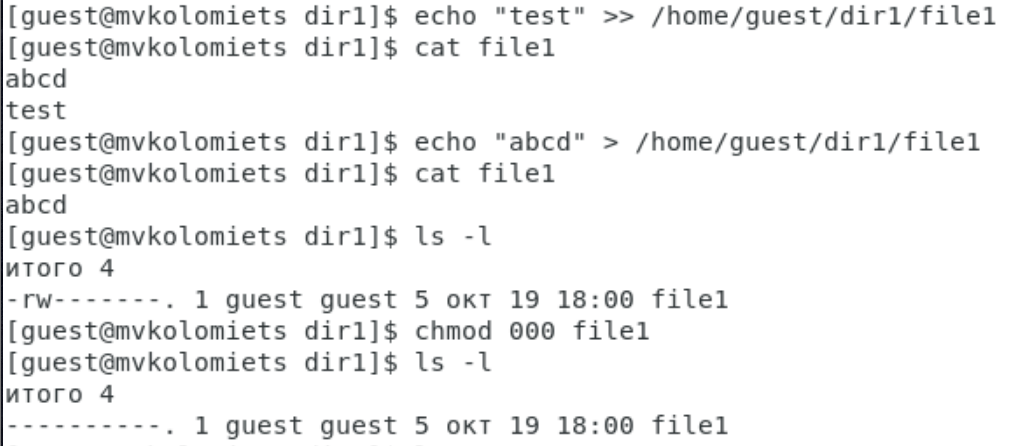 [guest@mvkolomiets dir1]$ echo "test" >> /home/guest/dir1/file1
[guest@mvkolomiets dir1]$ cat file1
abcd
test
[guest@mvkolomiets dir1]$ echo "abcd" > /home/guest/dir1/file1
[guest@mvkolomiets dir1]$ cat file1
abcd
[guest@mvkolomiets dir1]$ ls -l
итого 4
-rw-------. 1 guest guest 5 окт 19 18:00 file1
[guest@mvkolomiets dir1]$ chmod 000 file1
[guest@mvkolomiets dir1]$ ls -l
итого 4
----------. 1 guest guest 5 окт 19 18:00 file1